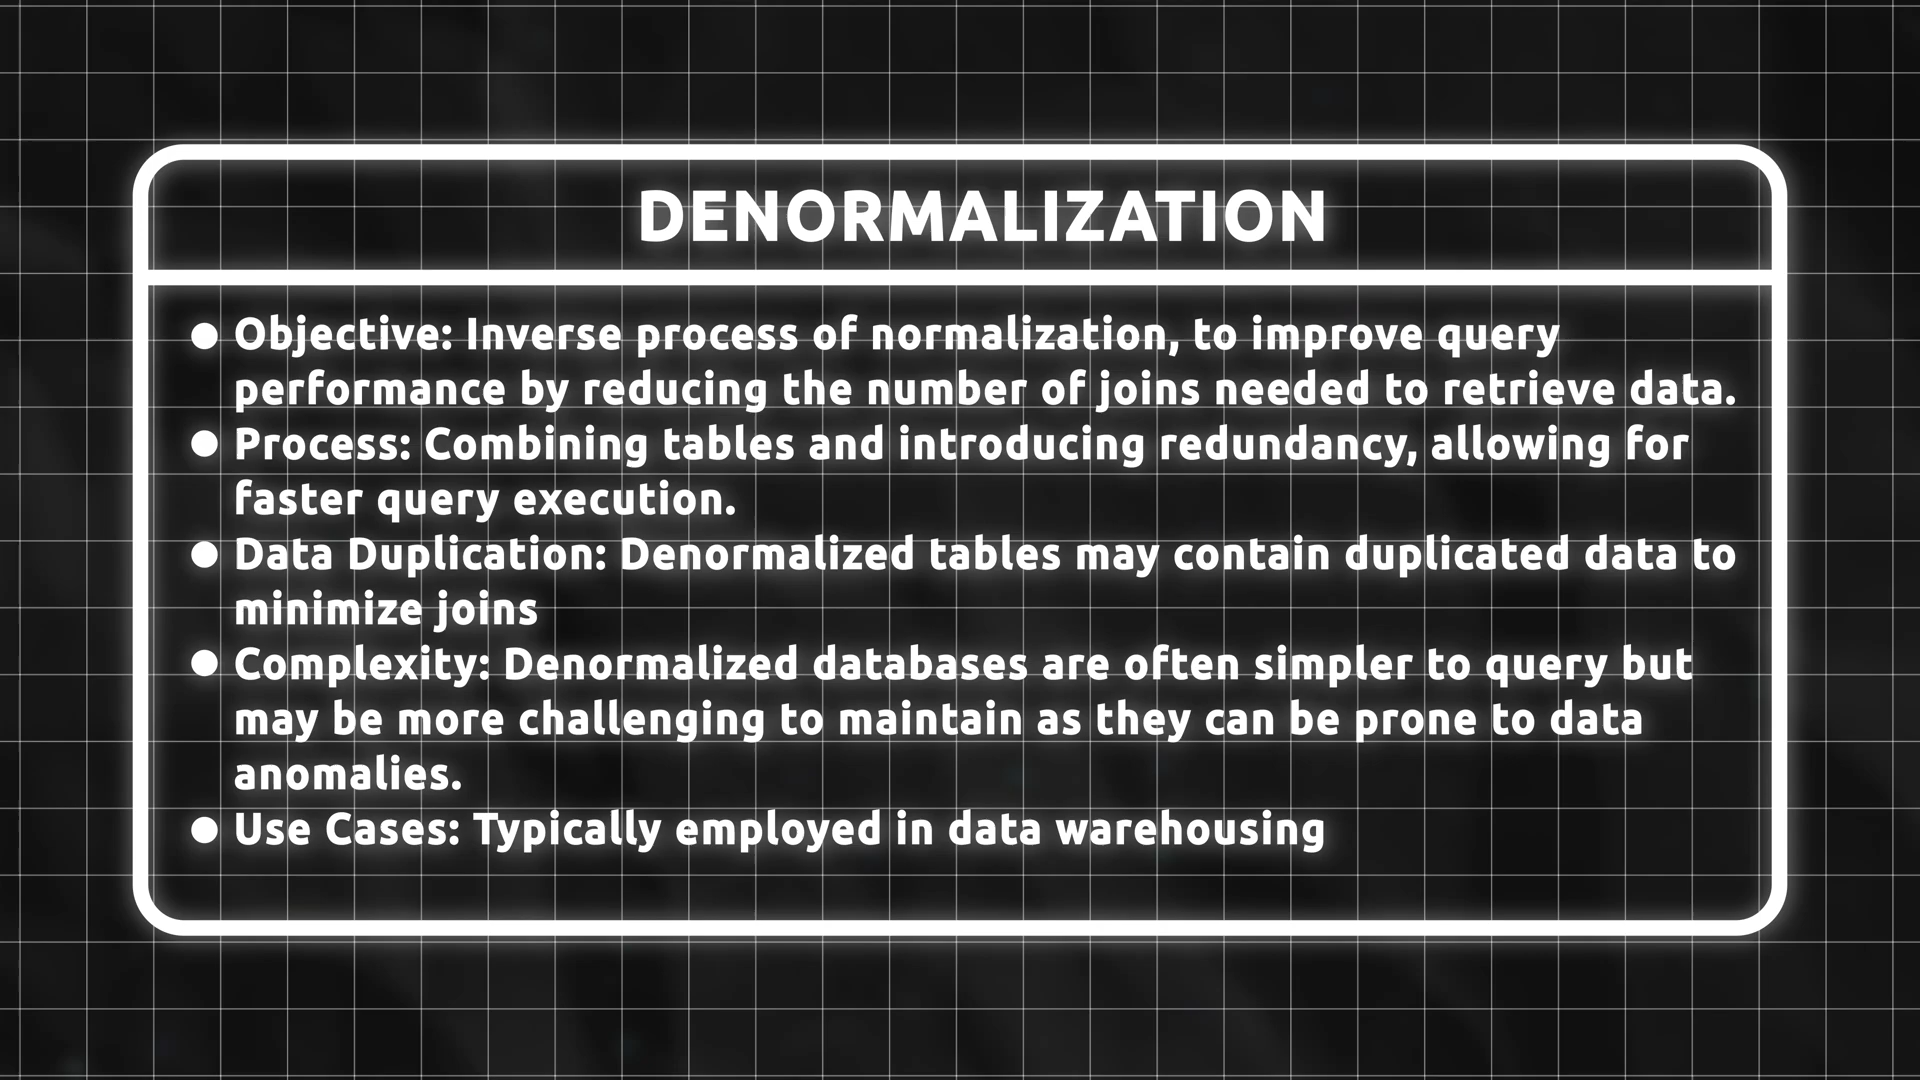 DENORMALIZATION
● Objective: Inverse process of normalization, to improve query
performance by reducing the number of joins needed to retrieve data.
● Process: Combining tables and introducing redundancy, allowing for
faster query execution.
● Data Duplication: Denormalized tables may contain duplicated data to
minimize joins
● Complexity: Denormalized databases are often simpler to query but
may be more challenging to maintain as they can be prone to data
anomalies.
● Use Cases: Typically employed in data warehousing